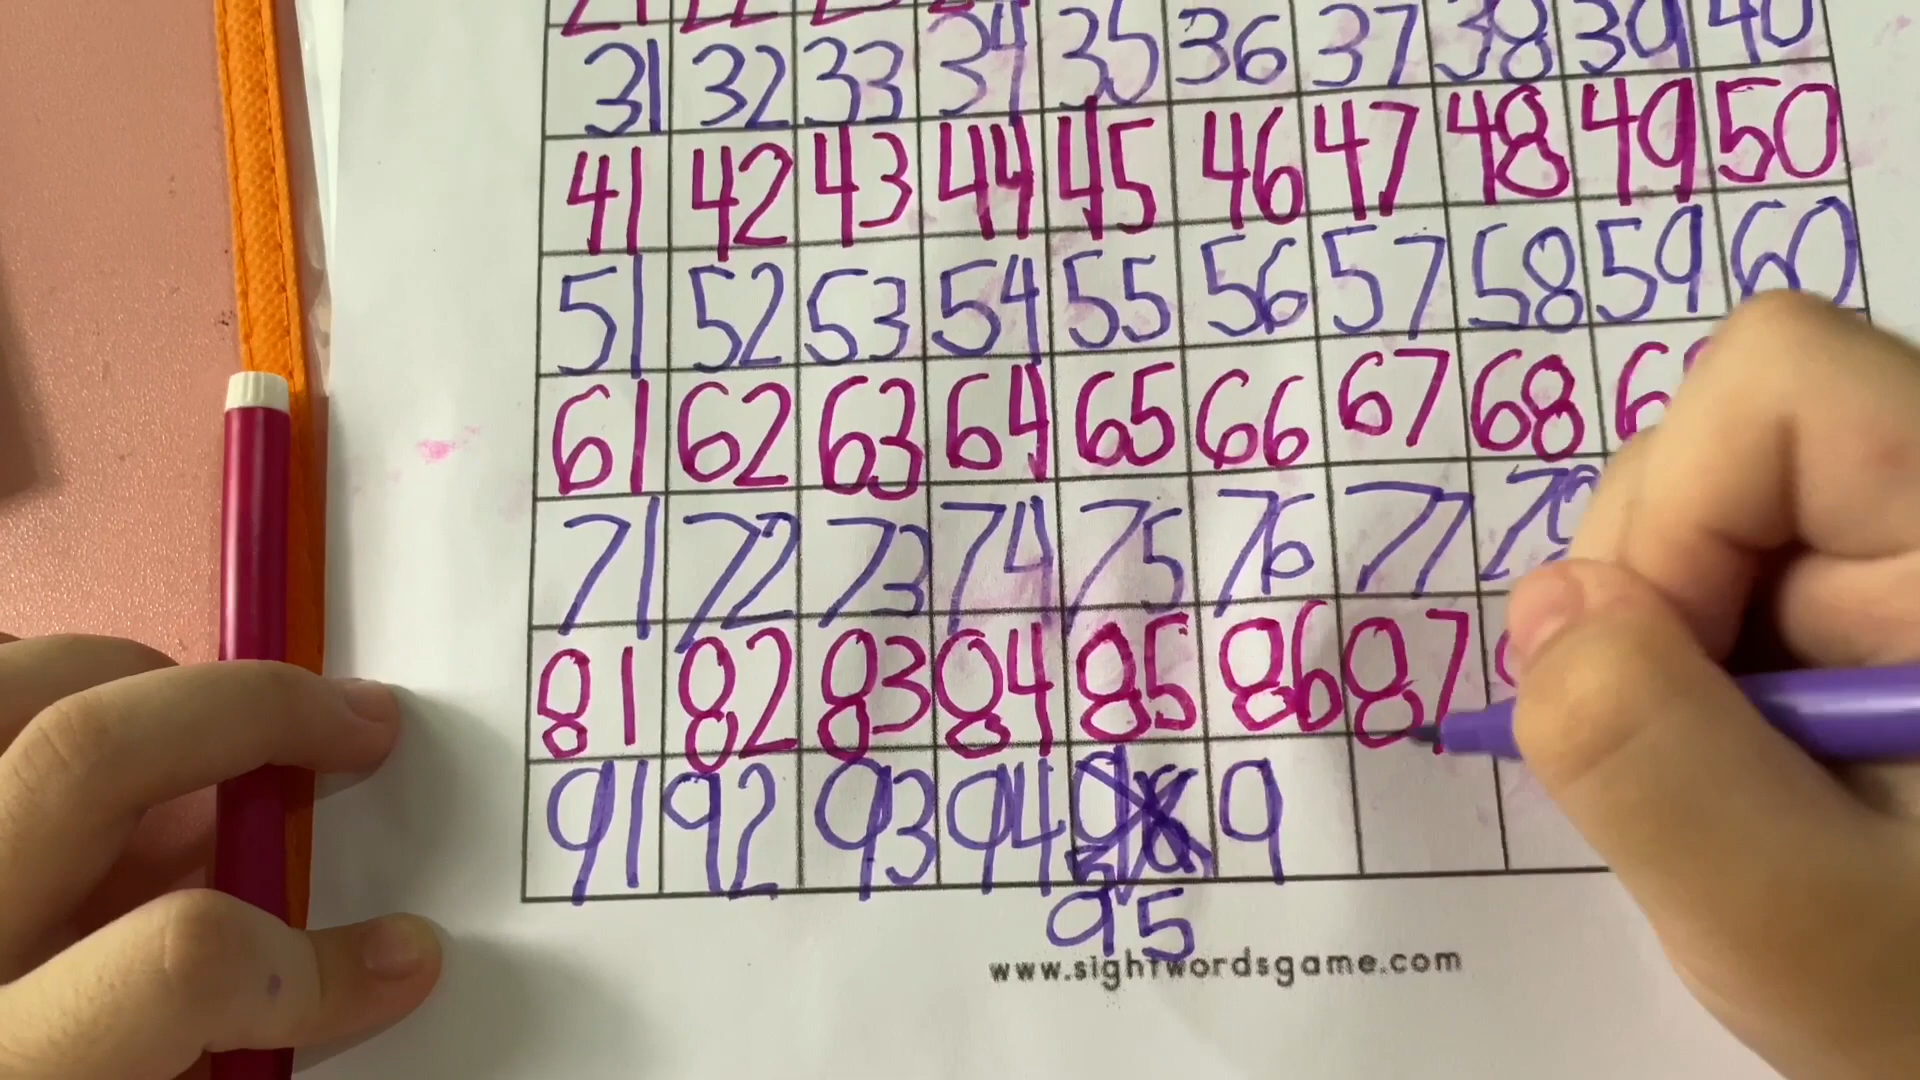 31 32 33 34 35 36 37 38 39 40
41 42 43 44 45 46 47 48 49 50
51 52 53 54 55 56 57 58 59 60
61 62 63 64 65 66 67 68 6
71 72 73 74 75 76 77 78
81 82 83 84 85 86 87
91 92 93 94 9
95
www.sightwordsgame.com